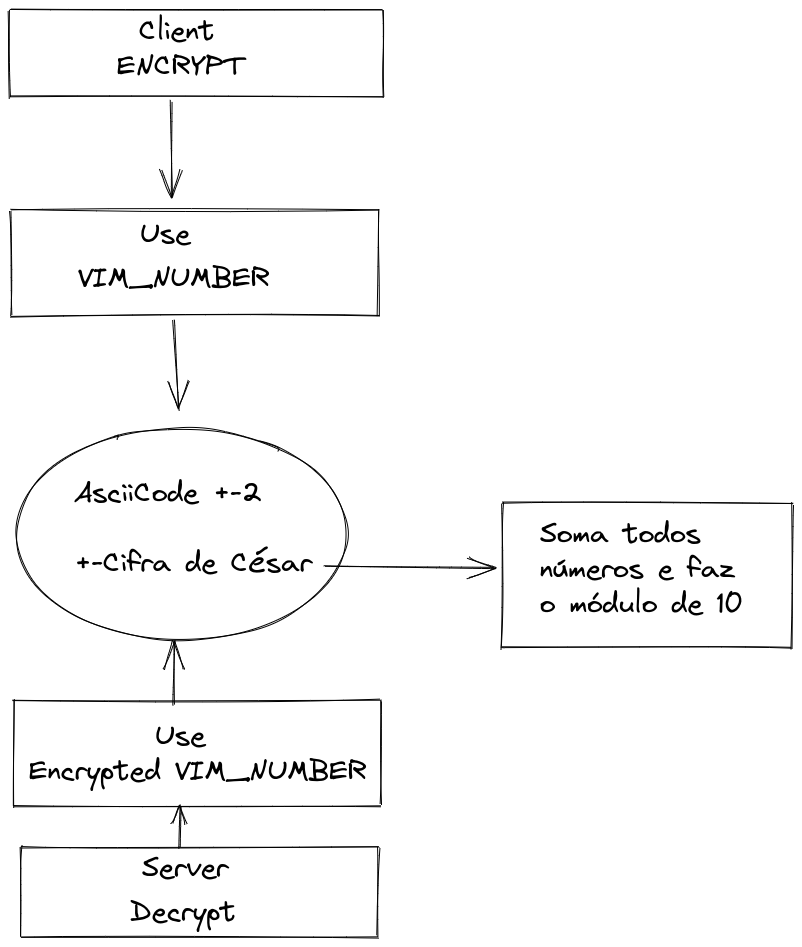 Client
ENCRYPT
Use
VIM_NUMBER
AsciiCode +-2
+-Cifra de César
Soma todos
números e faz
o módulo de 10
Use
Encrypted VIM_NUMBER
Server
Decrypt